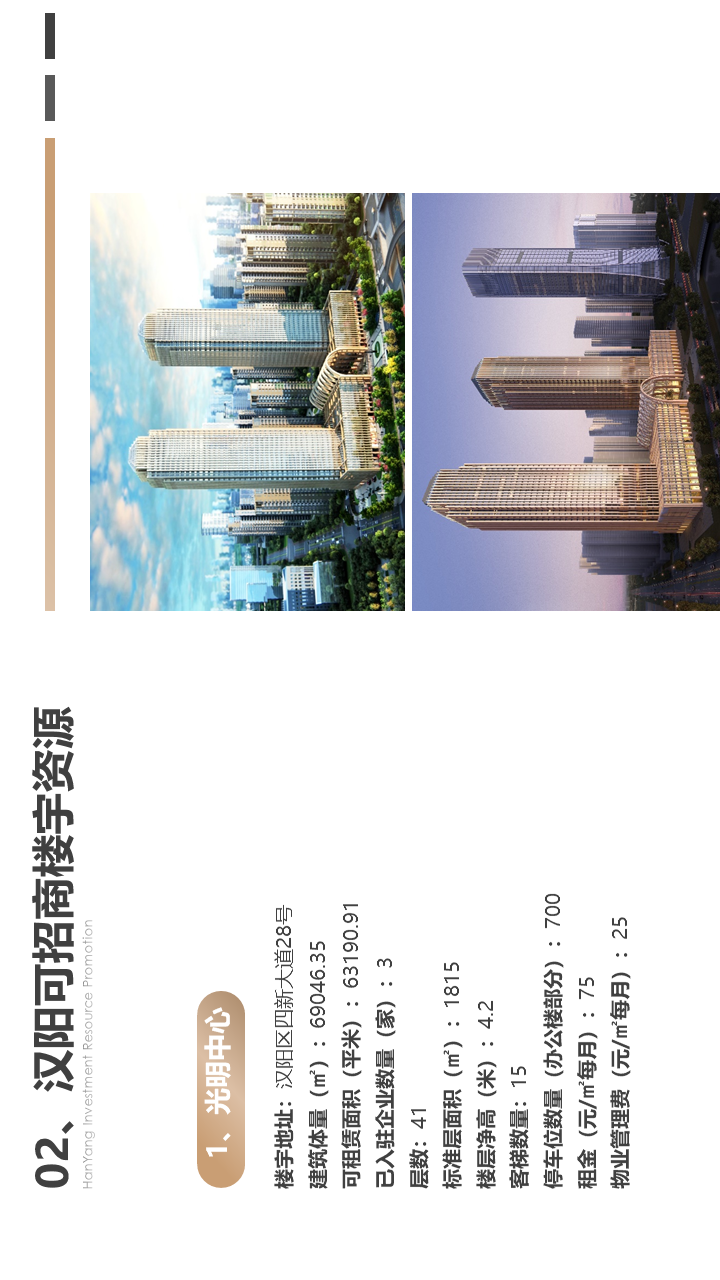 02、汉阳可招商楼宇资源
HanYang Investment Resource Promotion
1、光明中心
楼宇地址：汉阳区四新大道28号
建筑体量（㎡）：69046.35
可租赁面积（平米）：63190.91
已入驻企业数量（家）：3
层数：41
标准层面积（㎡）：1815
楼层净高（米）：4.2
客梯数量：15
停车位数量（办公楼部分）：700
租金（元/㎡每月）：75
物业管理费（元/㎡每月）：25